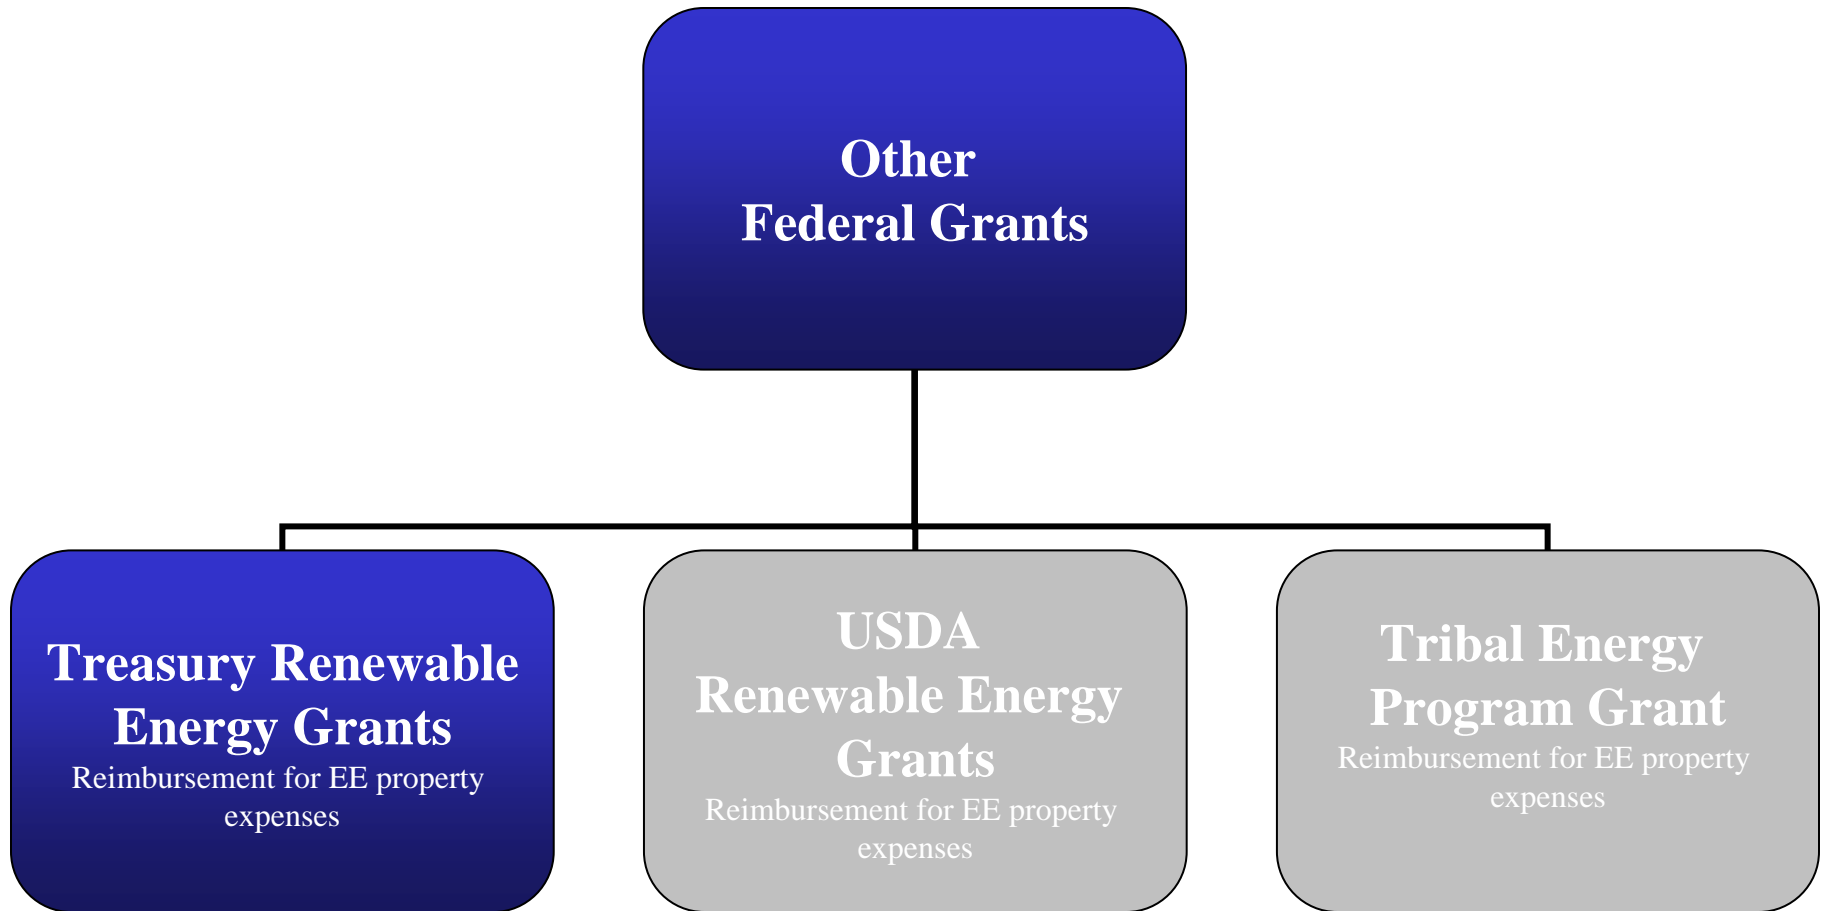 Other
Federal Grants
Treasury Renewable
Energy Grants
Reimbursement for EE property
expenses
USDA
Renewable Energy
Grants
Reimbursement for EE property
expenses
Tribal Energy
Program Grant
Reimbursement for EE property
expenses